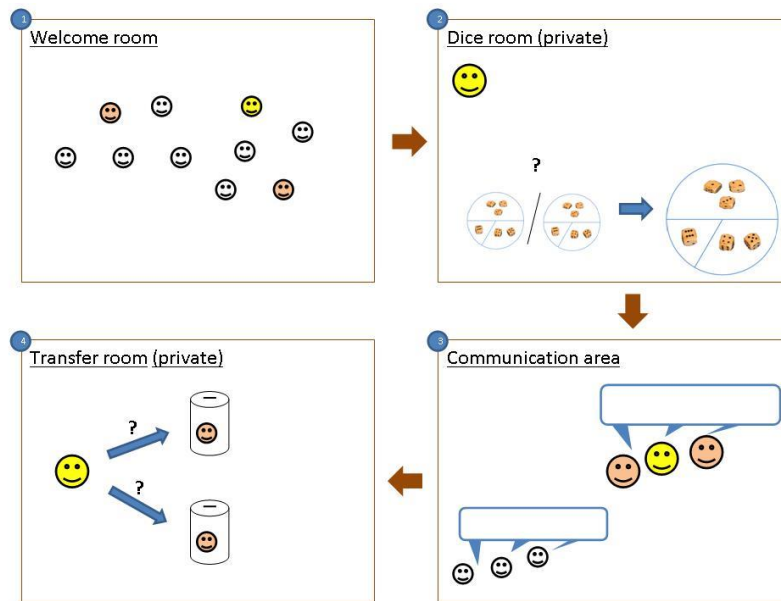 1
Welcome room
2
Dice room (private)
?
3
Communication area
4
Transfer room (private)
?
?